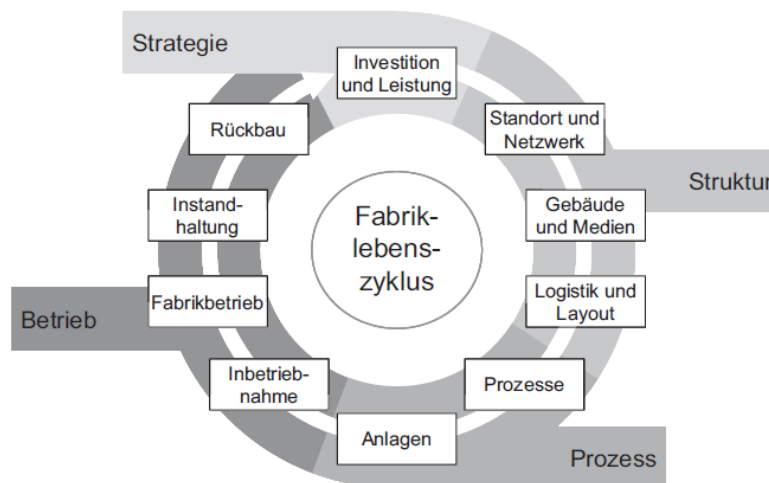 Strategie
Investition
und Leistung
Rückbau
Standort und
Netzwerk
Struktur
Instand-
haltung
Gebäude
und Medien
Fabrik-
lebens-
zyklus
Betrieb
Fabrikbetrieb
Logistik und
Layout
Inbetrieb-
nahme
Prozesse
Anlagen
Prozess